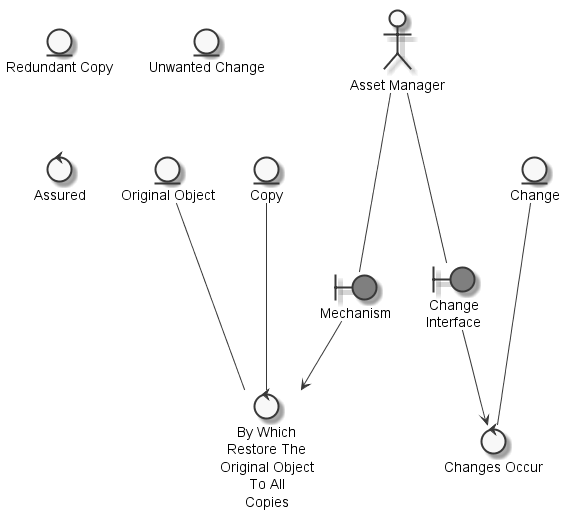 Redundant Copy
Unwanted Change
Asset Manager
Assured
Original Object
Copy
Change
Mechanism
Change
Interface
By Which
Restore The
Original Object
To All
Copies
Changes Occur